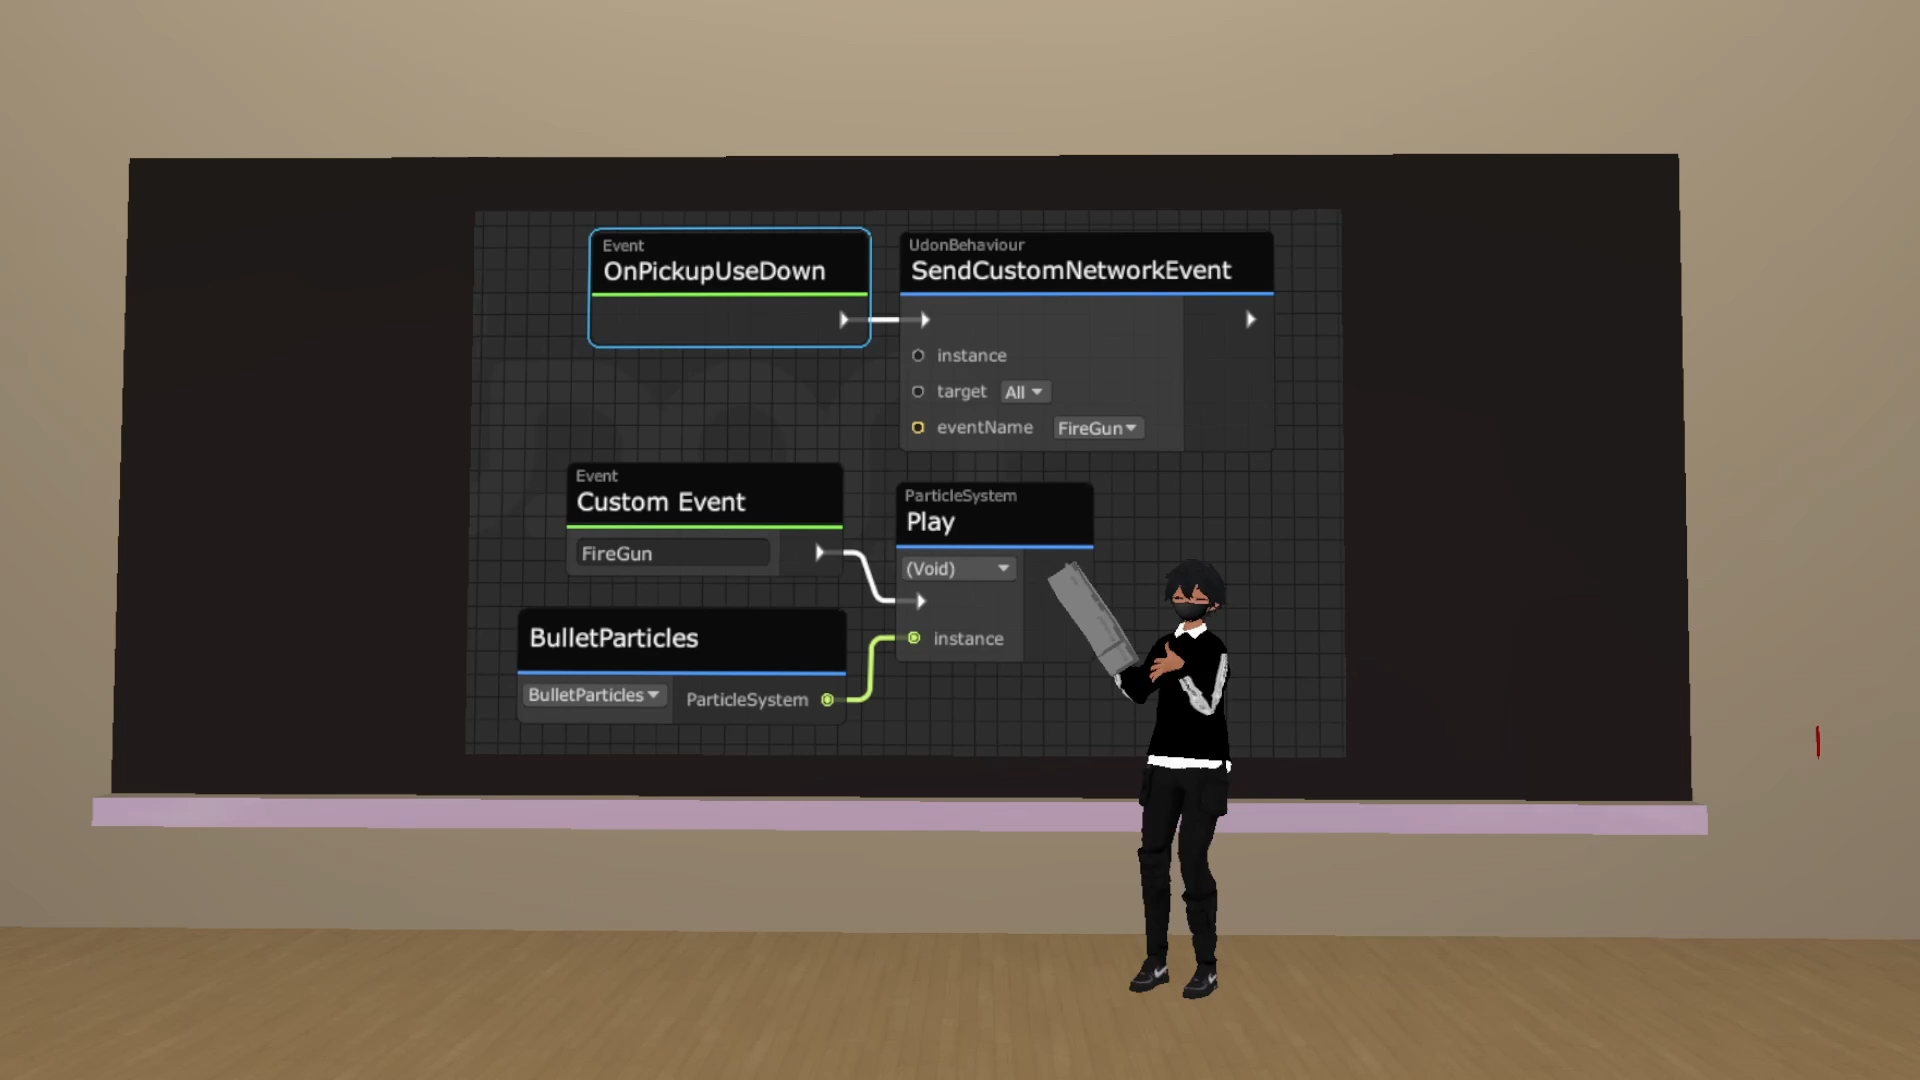 Event
OnPickupUseDown
UdonBehaviour
SendCustomNetworkEvent
instance
target All
eventName FireGun
Event
Custom Event
FireGun
ParticleSystem
Play
(Void)
instance
BulletParticles
BulletParticles ParticleSystem